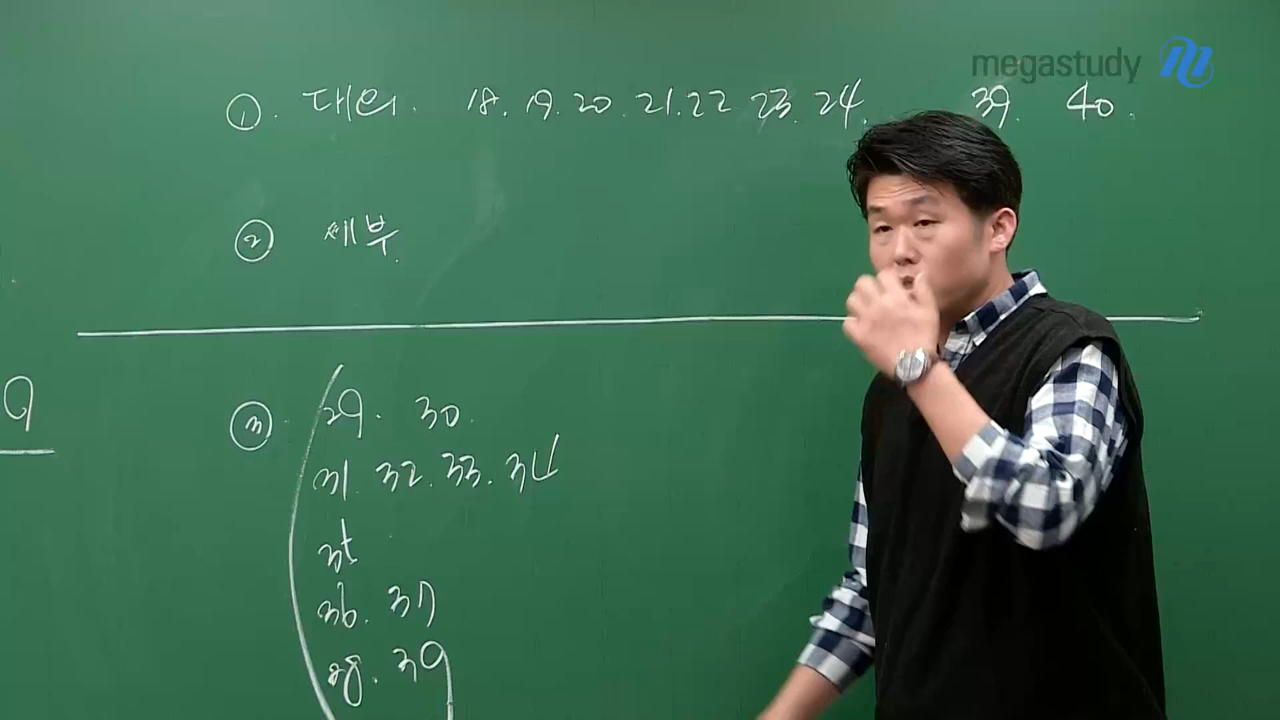 megastudy
① 대의. 18. 19. 20. 21. 22 23. 24. 39. 40.
② 세부.
9
③ 29. 30.
31. 32. 33. 34
35
36. 37
38. 39